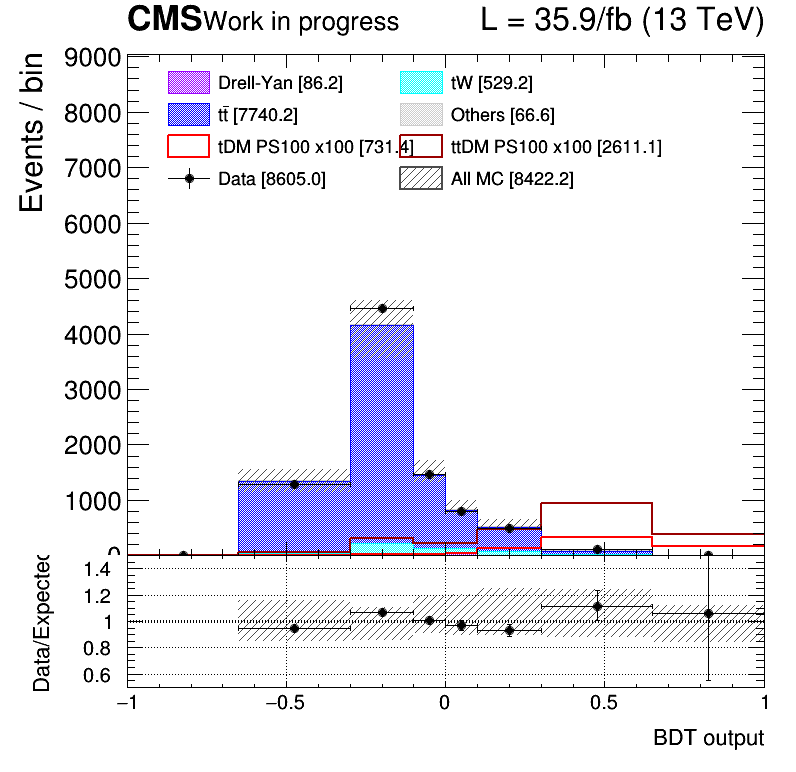 CMS Work in progress L = 35.9/fb (13 TeV)
Events / bin
9000
8000
7000
6000
5000
4000
3000
2000
1000
0
Drell-Yan [86.2] tW [529.2]
tt̄ [7740.2] Others [66.6]
tDM PS100 x100 [731.4] ttDM PS100 x100 [2611.1]
Data [8605.0] All MC [8422.2]
Data/Expected
1.4
1.2
1
0.8
0.6
−1 −0.5 0 0.5 1
BDT output